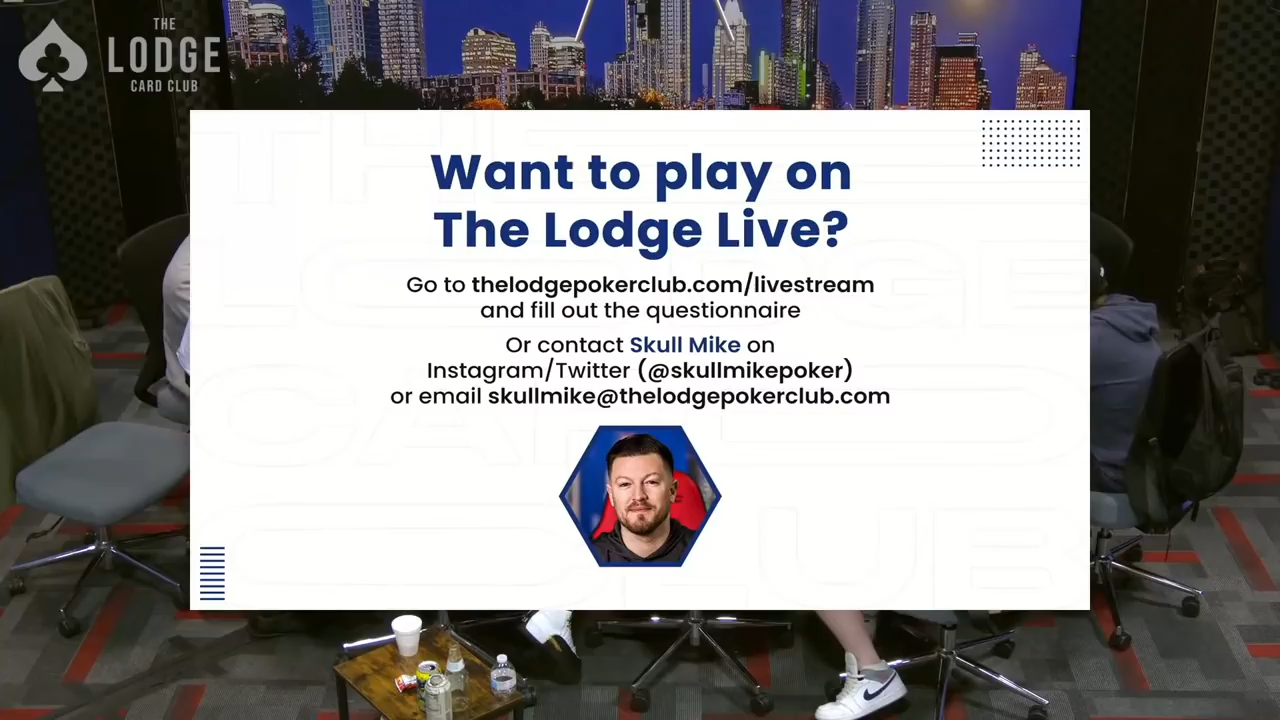 THE
LODGE
CARD CLUB
Want to play on
The Lodge Live?
Go to thelodgepokerclub.com/livestream
and fill out the questionnaire
Or contact Skull Mike on
Instagram/Twitter (@skullmikepoker)
or email skullmike@thelodgepokerclub.com